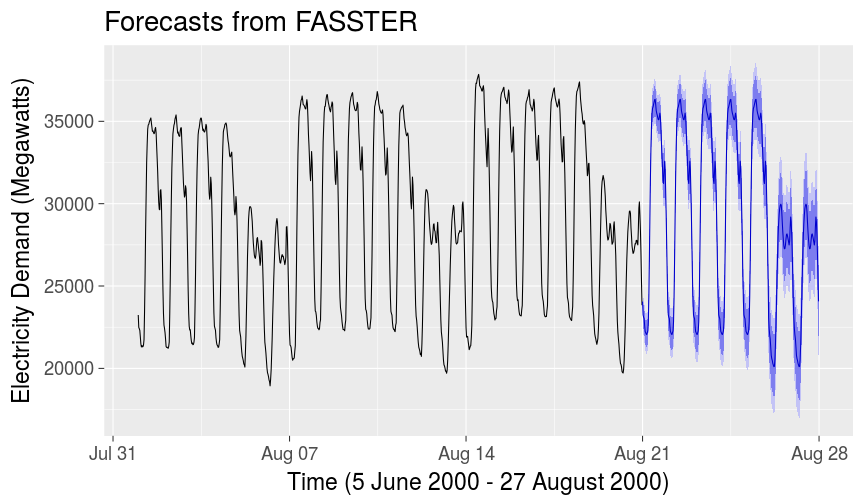 Forecasts from FASSTER
Electricity Demand (Megawatts)
35000
30000
25000
20000
Jul 31
Aug 07
Aug 14
Aug 21
Aug 28
Time (5 June 2000 - 27 August 2000)